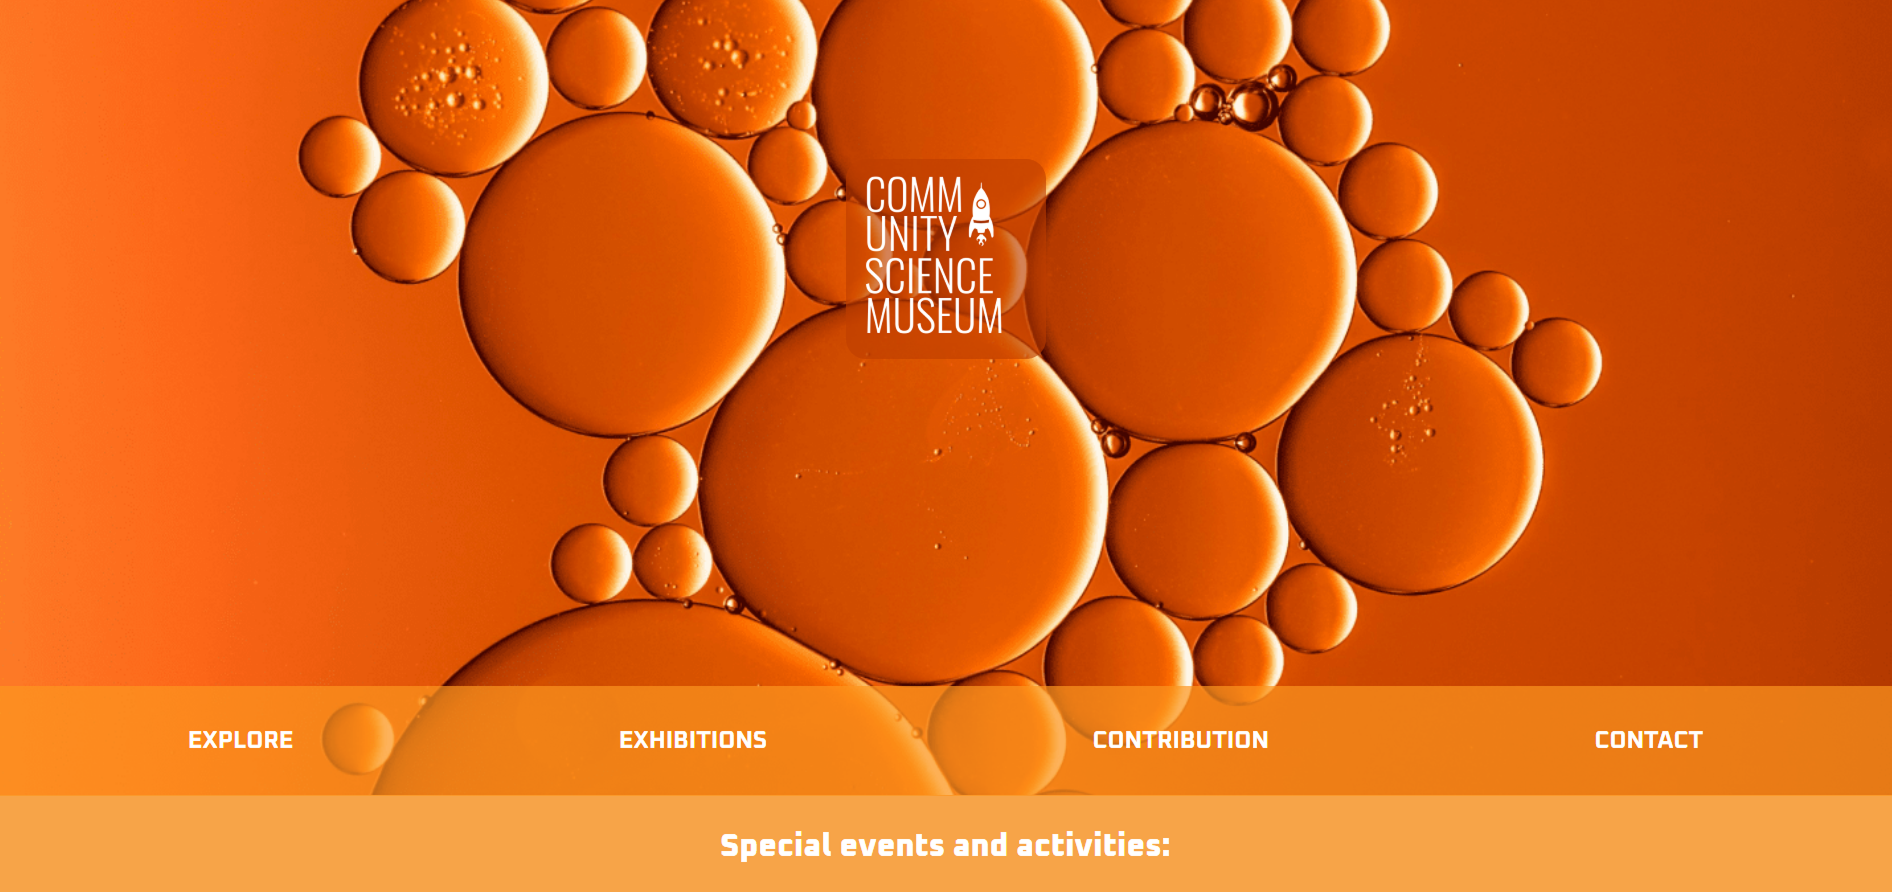 COMM
UNITY
SCIENCE
MUSEUM
EXPLORE
EXHIBITIONS
CONTRIBUTION
CONTACT
Special events and activities: